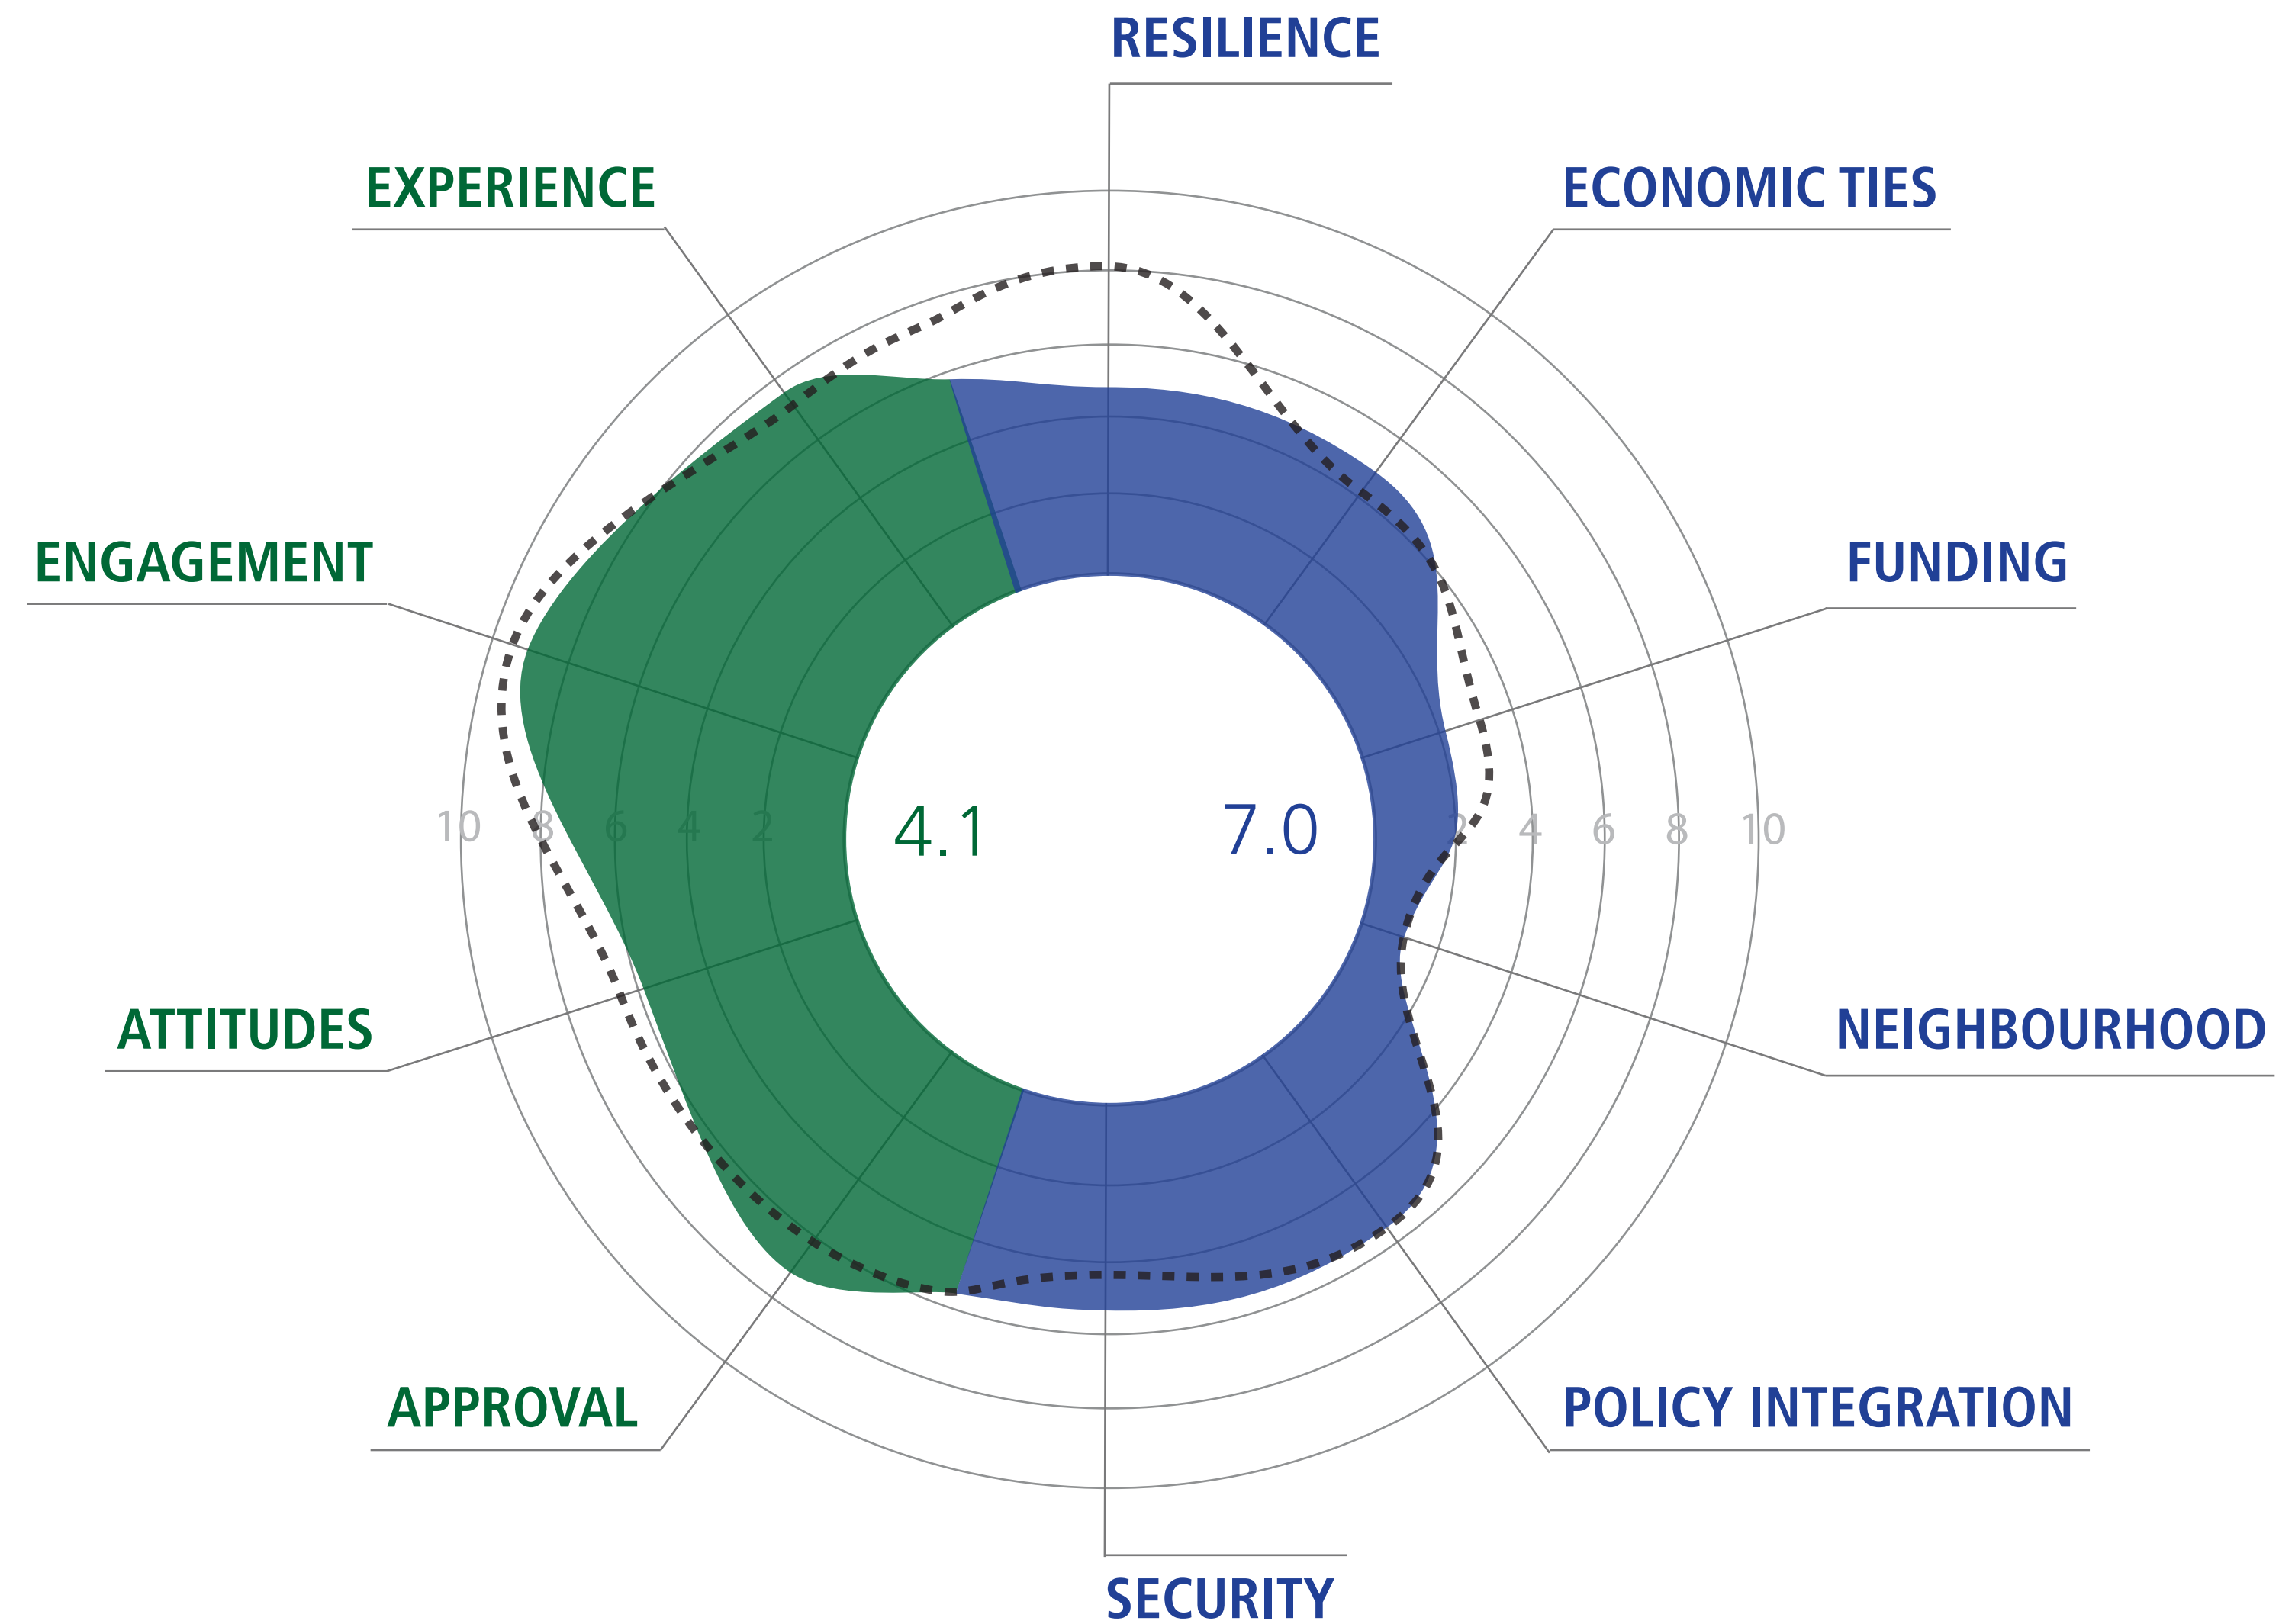 RESILIENCE
EXPERIENCE
ECONOMIC TIES
ENGAGEMENT
FUNDING
10 8 6 4 2 4.1 7.0 2 4 6 8 10
ATTITUDES
NEIGHBOURHOOD
APPROVAL
POLICY INTEGRATION
SECURITY